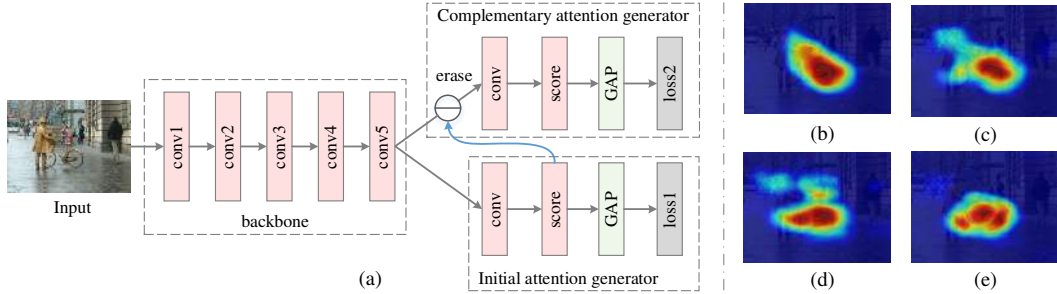 Complementary attention generator
erase
conv
score
GAP
loss2
conv1
conv2
conv3
conv4
conv5
Input
backbone
conv
score
GAP
loss1
Initial attention generator
(a)
(b)
(c)
(d)
(e)